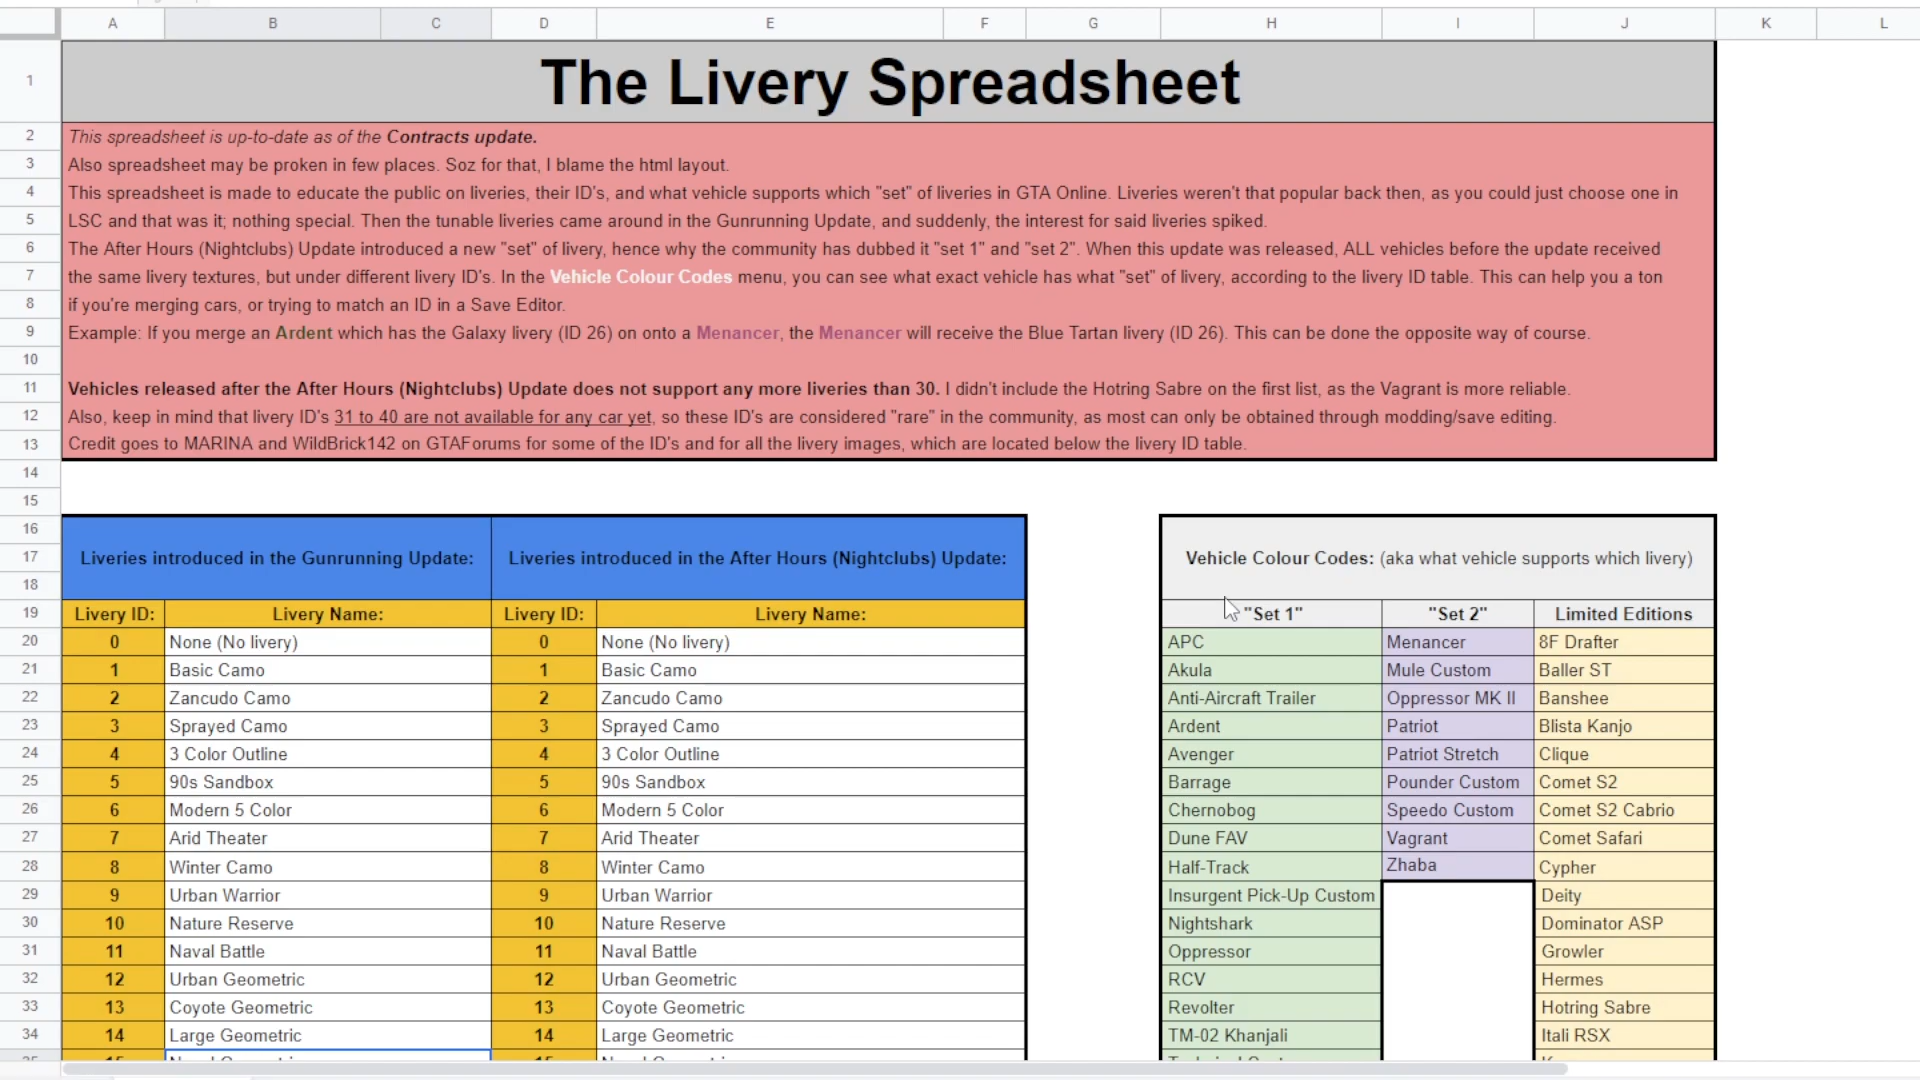 A B C D E F G H I J K L
1 The Livery Spreadsheet
2 This spreadsheet is up-to-date as of the Contracts update.
3 Also spreadsheet may be proken in few places. Soz for that, I blame the html layout.
4 This spreadsheet is made to educate the public on liveries, their ID's, and what vehicle supports which "set" of liveries in GTA Online. Liveries weren't that popular back then, as you could just choose one in
5 LSC and that was it; nothing special. Then the tunable liveries came around in the Gunrunning Update, and suddenly, the interest for said liveries spiked.
6 The After Hours (Nightclubs) Update introduced a new "set" of livery, hence why the community has dubbed it "set 1" and "set 2". When this update was released, ALL vehicles before the update received
7 the same livery textures, but under different livery ID's. In the Vehicle Colour Codes menu, you can see what exact vehicle has what "set" of livery, according to the livery ID table. This can help you a ton
8 if you're merging cars, or trying to match an ID in a Save Editor.
9 Example: If you merge an Ardent which has the Galaxy livery (ID 26) on onto a Menancer, the Menancer will receive the Blue Tartan livery (ID 26). This can be done the opposite way of course.
10
11 Vehicles released after the After Hours (Nightclubs) Update does not support any more liveries than 30. I didn't include the Hotring Sabre on the first list, as the Vagrant is more reliable.
12 Also, keep in mind that livery ID's 31 to 40 are not available for any car yet, so these ID's are considered "rare" in the community, as most can only be obtained through modding/save editing.
13 Credit goes to MARINA and WildBrick142 on GTAForums for some of the ID's and for all the livery images, which are located below the livery ID table.
14
15
16
17 Liveries introduced in the Gunrunning Update: Liveries introduced in the After Hours (Nightclubs) Update: Vehicle Colour Codes: (aka what vehicle supports which livery)
18
19 Livery ID: Livery Name: Livery ID: Livery Name: "Set 1" "Set 2" Limited Editions
20 0 None (No livery) 0 None (No livery) APC Menancer 8F Drafter
21 1 Basic Camo 1 Basic Camo Akula Mule Custom Baller ST
22 2 Zancudo Camo 2 Zancudo Camo Anti-Aircraft Trailer Oppressor MK II Banshee
23 3 Sprayed Camo 3 Sprayed Camo Ardent Patriot Blista Kanjo
24 4 3 Color Outline 4 3 Color Outline Avenger Patriot Stretch Clique
25 5 90s Sandbox 5 90s Sandbox Barrage Pounder Custom Comet S2
26 6 Modern 5 Color 6 Modern 5 Color Chernobog Speedo Custom Comet S2 Cabrio
27 7 Arid Theater 7 Arid Theater Dune FAV Vagrant Comet Safari
28 8 Winter Camo 8 Winter Camo Half-Track Zhaba Cypher
29 9 Urban Warrior 9 Urban Warrior Insurgent Pick-Up Custom Deity
30 10 Nature Reserve 10 Nature Reserve Nightshark Dominator ASP
31 11 Naval Battle 11 Naval Battle Oppressor Growler
32 12 Urban Geometric 12 Urban Geometric RCV Hermes
33 13 Coyote Geometric 13 Coyote Geometric Revolter Hotring Sabre
34 14 Large Geometric 14 Large Geometric TM-02 Khanjali Itali RSX